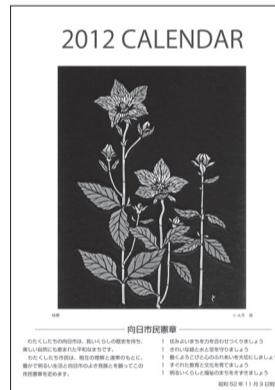 2012 CALENDAR
桔梗
向日市民憲章
わたくしたちの向日市は、長いくらしの歴史を持ち、
美しい自然にも恵まれた平和なまちです。
わたくしたち市民は、相互の理解と連帯のもとに、
豊かで明るい生活と向日市のよき発展を願ってこの
市民憲章を定めます。
1 住みよいまちを力を合わせてつくりましょう
1 きれいな緑と水と空を守りましょう
1 働くよろこびと心のふれあいを大切にしましょう
1 すぐれた教育と文化を育てましょう
1 明るいくらしと福祉のまちをきずきましょう
昭和52年11月3日制定